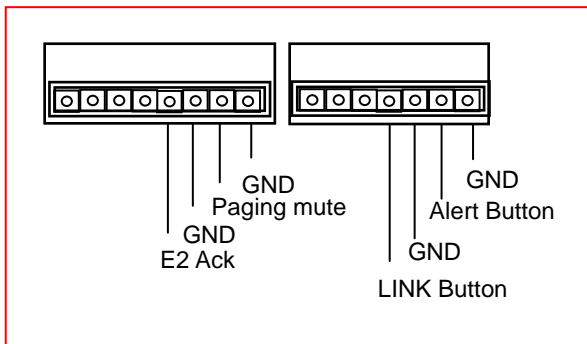 GND
Paging mute
GND
E2 Ack
GND
Alert Button
GND
LINK Button